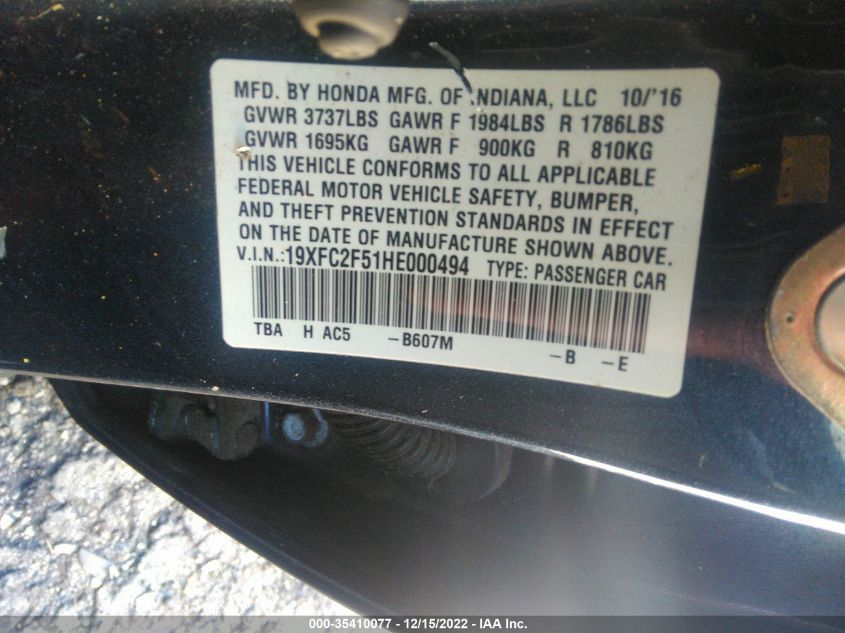 MFD. BY HONDA MFG. OF INDIANA, LLC 10/'16
GVWR 3737LBS GAWR F 1984LBS R 1786LBS
GVWR 1695KG GAWR F 900KG R 810KG
THIS VEHICLE CONFORMS TO ALL APPLICABLE
FEDERAL MOTOR VEHICLE SAFETY, BUMPER,
AND THEFT PREVENTION STANDARDS IN EFFECT
ON THE DATE OF MANUFACTURE SHOWN ABOVE.
V.I.N.:19XFC2F51HE000494 TYPE: PASSENGER CAR
TBA H AC5 -B607M -B -E
000-35410077 - 12/15/2022 - IAA Inc.